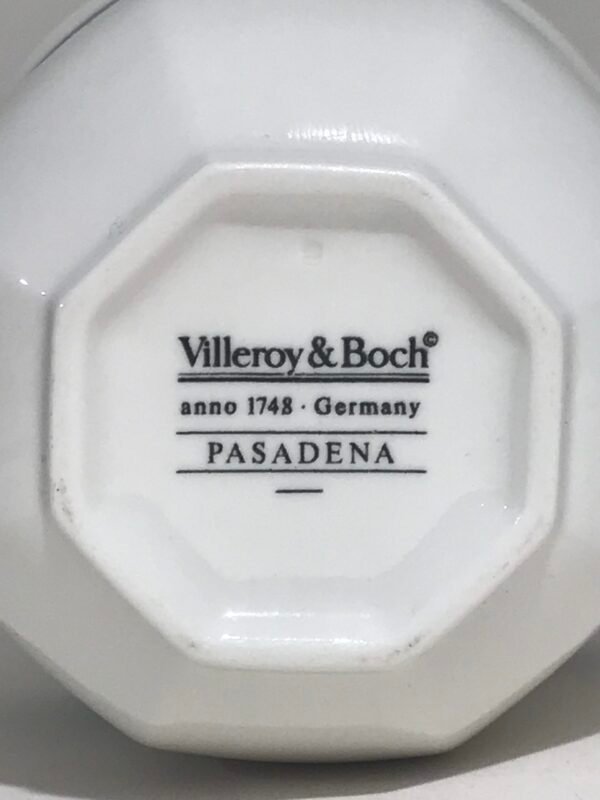 Villeroy & Boch©
anno 1748 · Germany
PASADENA